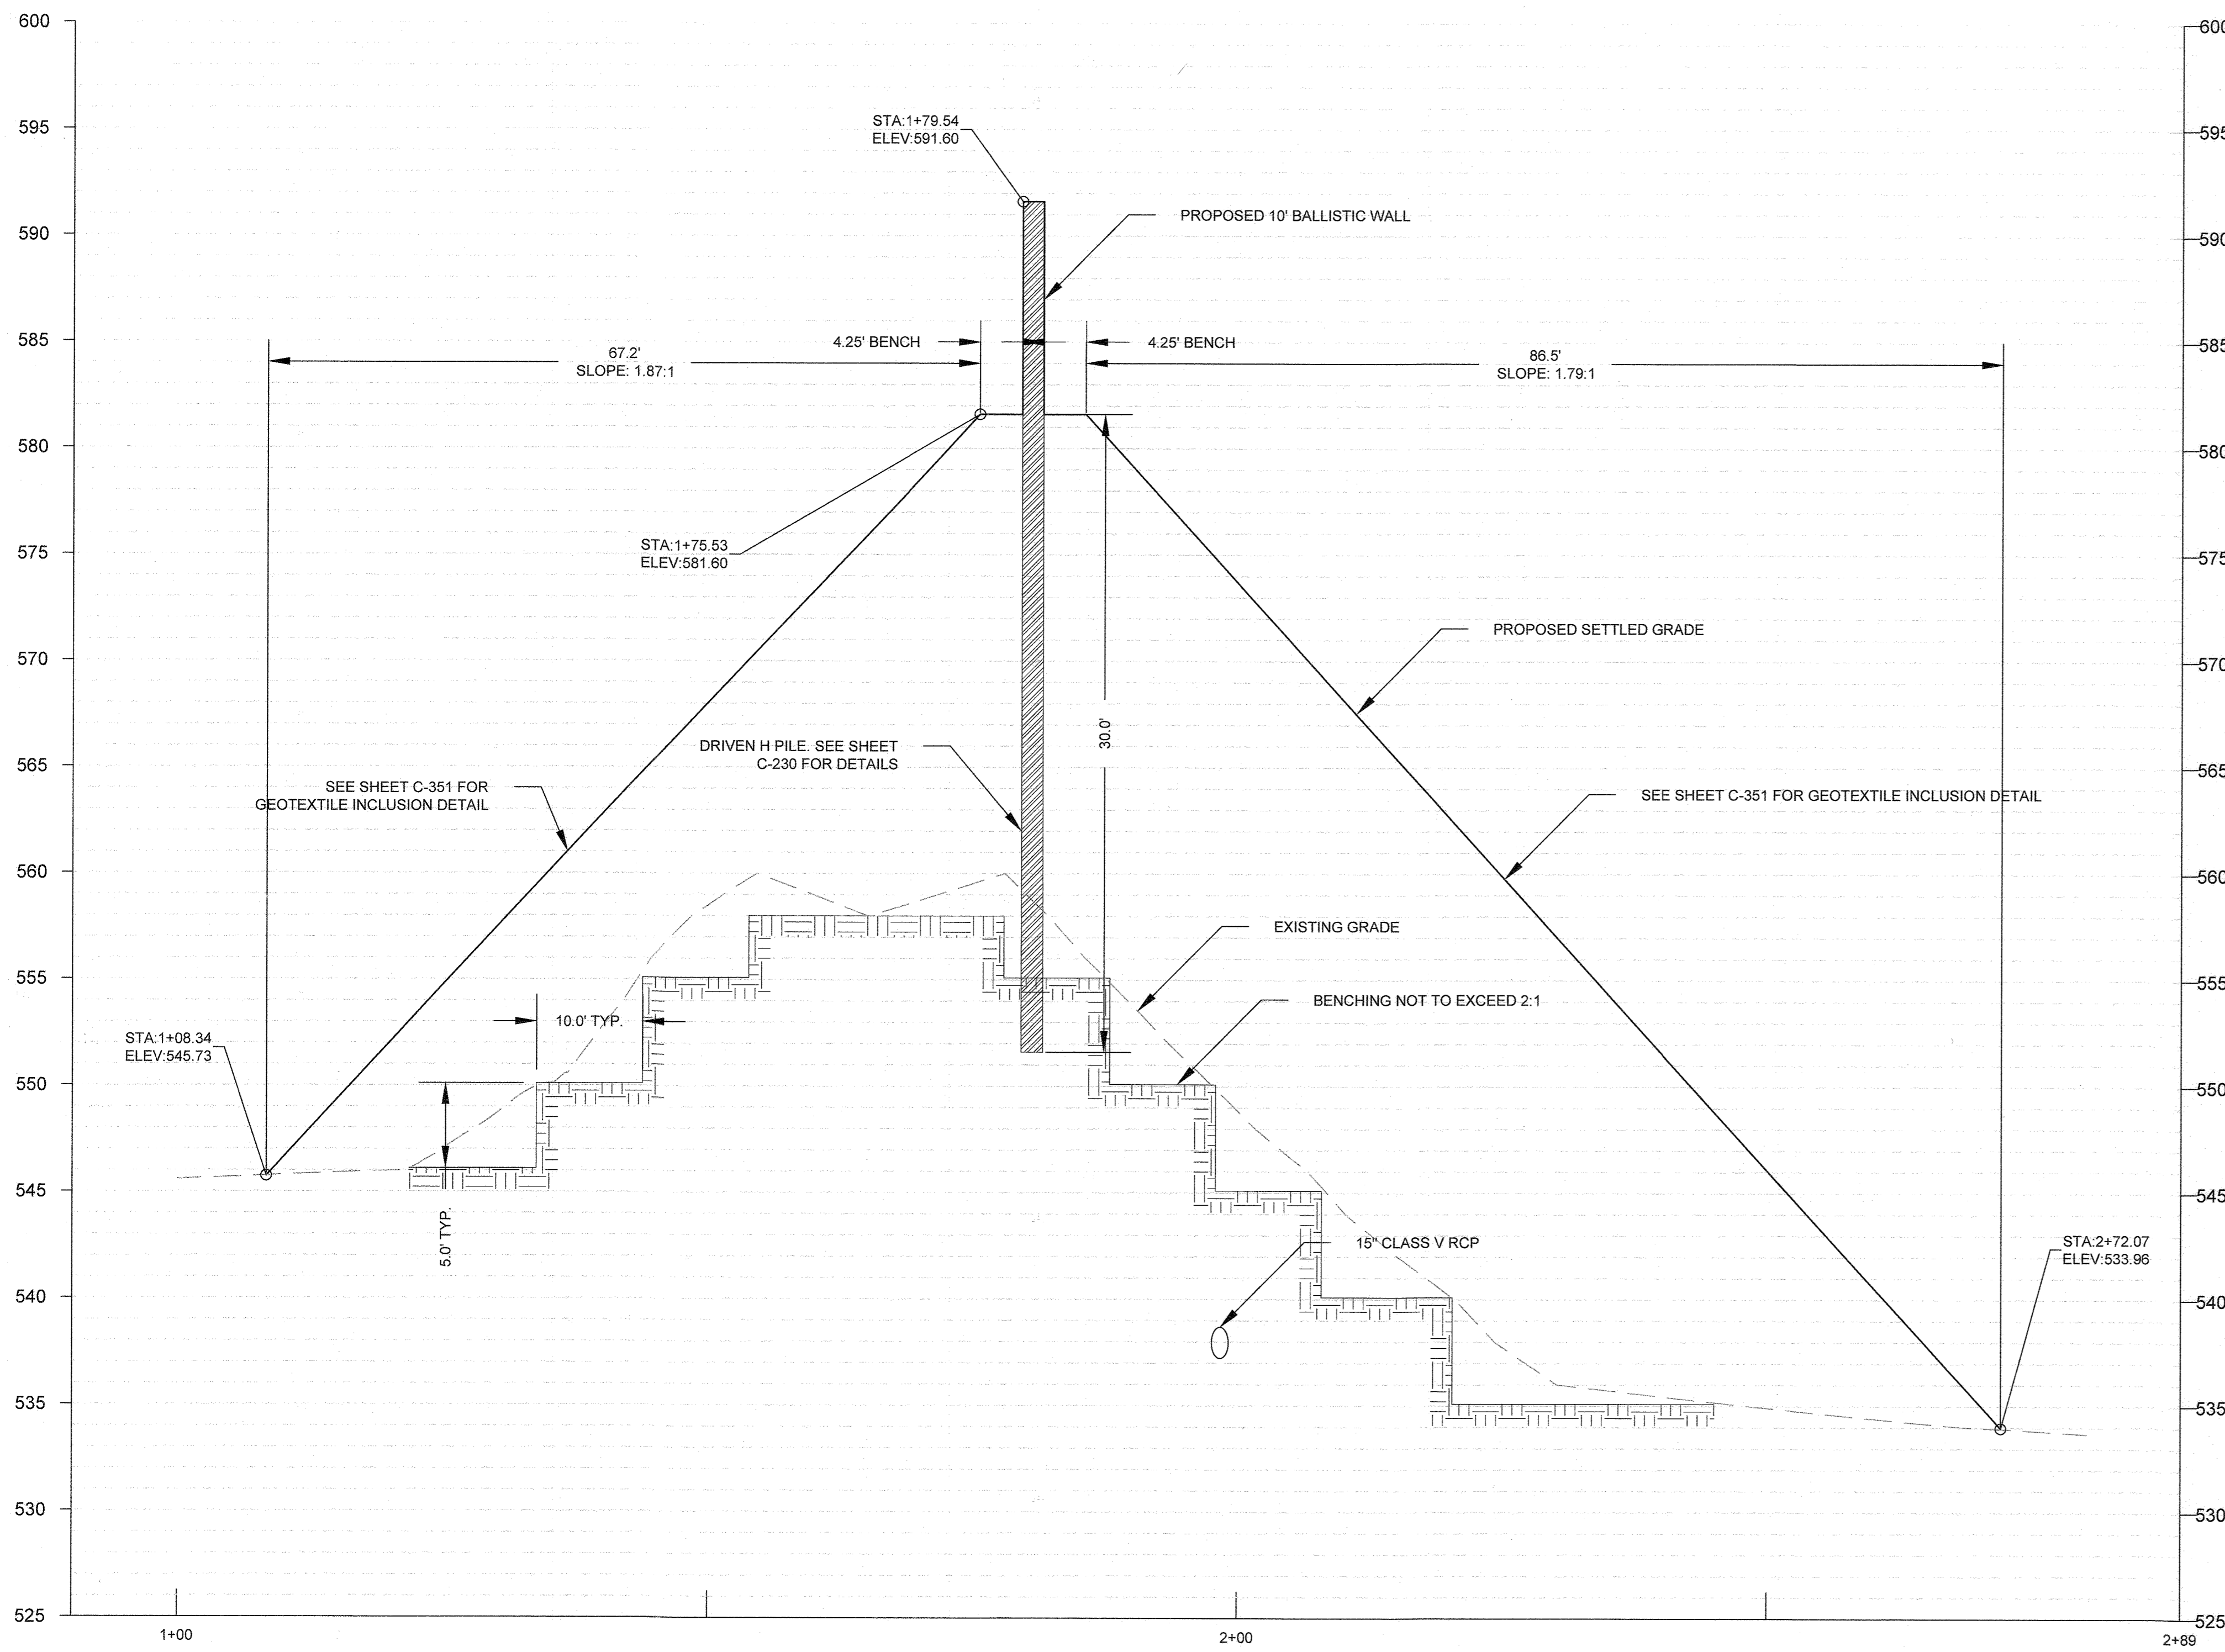 600
600
595
595
590
590
585
585
580
580
575
575
570
570
565
565
560
560
555
555
550
550
545
545
540
540
535
535
530
530
525
525
STA:1+79.54
ELEV:591.60
PROPOSED 10' BALLISTIC WALL
4.25' BENCH
4.25' BENCH
67.2'
SLOPE: 1.87:1
86.5'
SLOPE: 1.79:1
STA:1+75.53
ELEV:581.60
PROPOSED SETTLED GRADE
30.0'
DRIVEN H PILE. SEE SHEET
C-230 FOR DETAILS
SEE SHEET C-351 FOR
GEOTEXTILE INCLUSION DETAIL
SEE SHEET C-351 FOR GEOTEXTILE INCLUSION DETAIL
EXISTING GRADE
BENCHING NOT TO EXCEED 2:1
10.0' TYP.
STA:1+08.34
ELEV:545.73
5.0' TYP.
15" CLASS V RCP
STA:2+72.07
ELEV:533.96
1+00
2+00
2+89